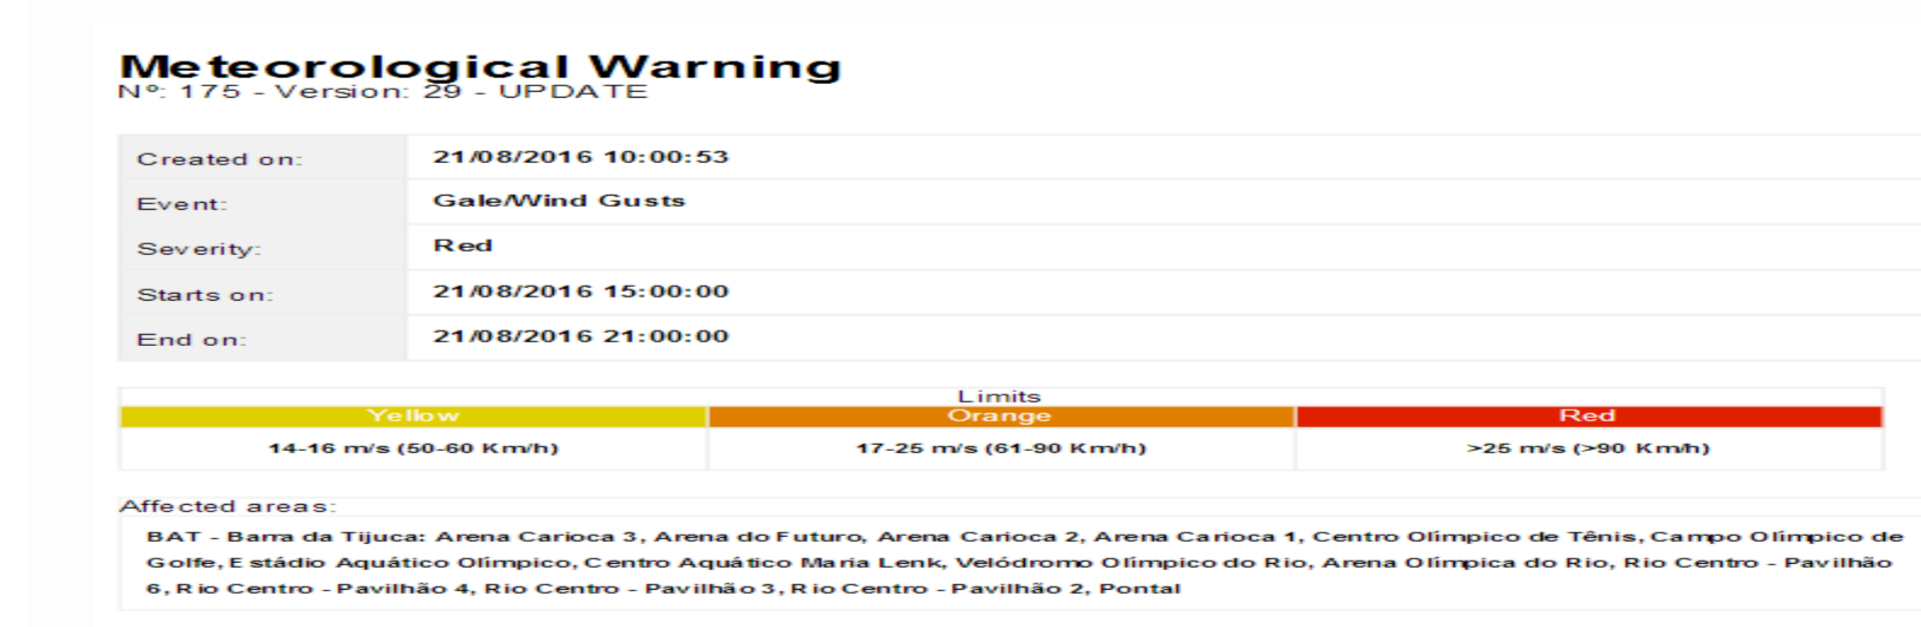 Meteorological Warning
Nº: 175 - Version: 29 - UPDATE
Created on: 21/08/2016 10:00:53
Event: Gale/Wind Gusts
Severity: Red
Starts on: 21/08/2016 15:00:00
End on: 21/08/2016 21:00:00
Limits
Yellow Orange Red
14-16 m/s (50-60 Km/h) 17-25 m/s (61-90 Km/h) >25 m/s (>90 Km/h)
Affected areas:
BAT - Barra da Tijuca: Arena Carioca 3, Arena do Futuro, Arena Carioca 2, Arena Carioca 1, Centro Olímpico de Tênis, Campo Olímpico de
Golfe, Estádio Aquático Olímpico, Centro Aquático Maria Lenk, Velódromo Olímpico do Rio, Arena Olímpica do Rio, Rio Centro - Pavilhão
6, Rio Centro - Pavilhão 4, Rio Centro - Pavilhão 3, Rio Centro - Pavilhão 2, Pontal